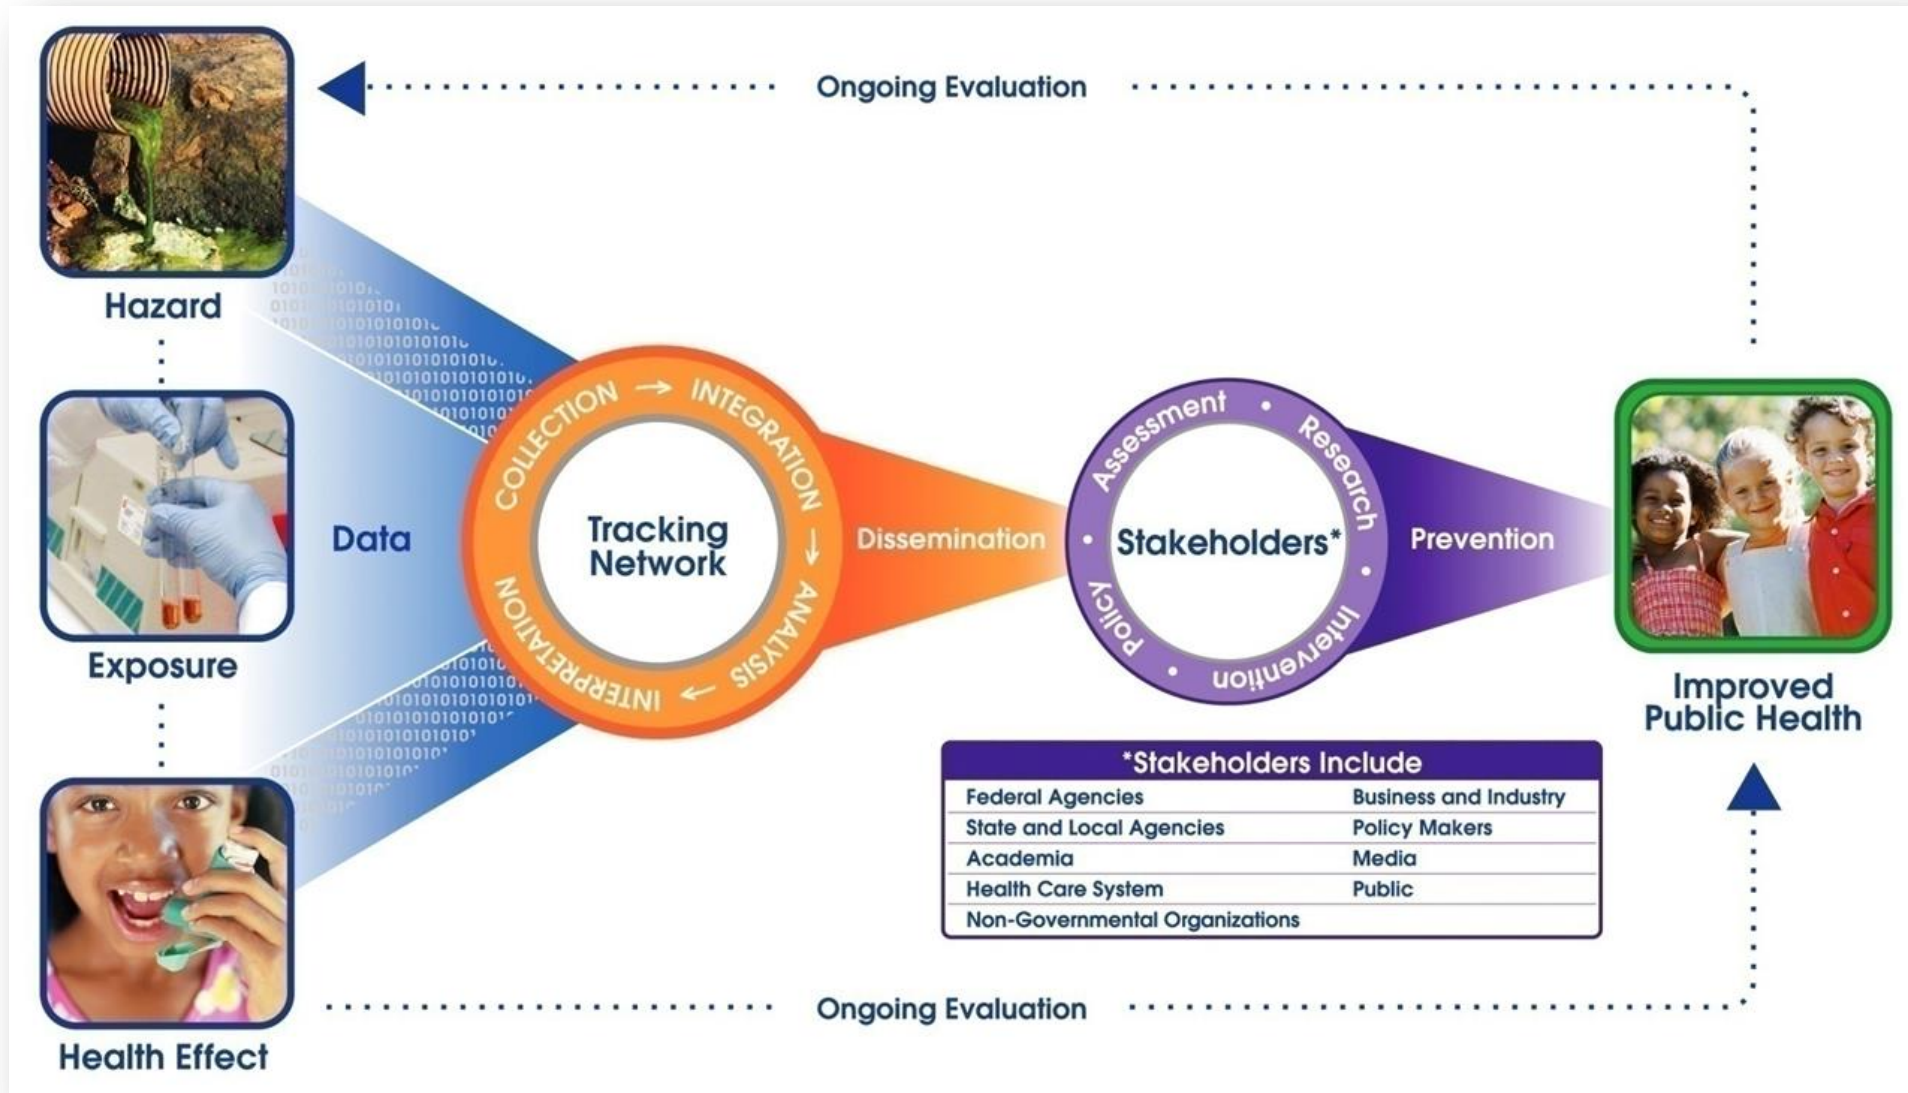 Ongoing Evaluation
Hazard
Exposure
Health Effect
Data
COLLECTION → INTEGRATION → ANALYSIS → INTERPRETATION
Tracking
Network
Dissemination
Assessment • Research • Intervention • Policy •
Stakeholders*
Prevention
Improved
Public Health
*Stakeholders Include
Federal Agencies
Business and Industry
State and Local Agencies
Policy Makers
Academia
Media
Health Care System
Public
Non-Governmental Organizations
Ongoing Evaluation